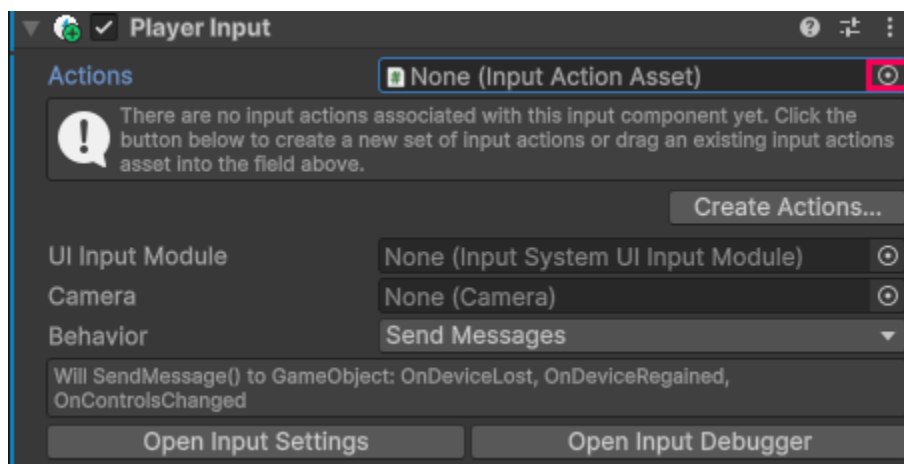 Player Input
Actions
None (Input Action Asset)
There are no input actions associated with this input component yet. Click the
button below to create a new set of input actions or drag an existing input actions
asset into the field above.
Create Actions...
UI Input Module
None (Input System UI Input Module)
Camera
None (Camera)
Behavior
Send Messages
Will SendMessage() to GameObject: OnDeviceLost, OnDeviceRegained,
OnControlsChanged
Open Input Settings
Open Input Debugger